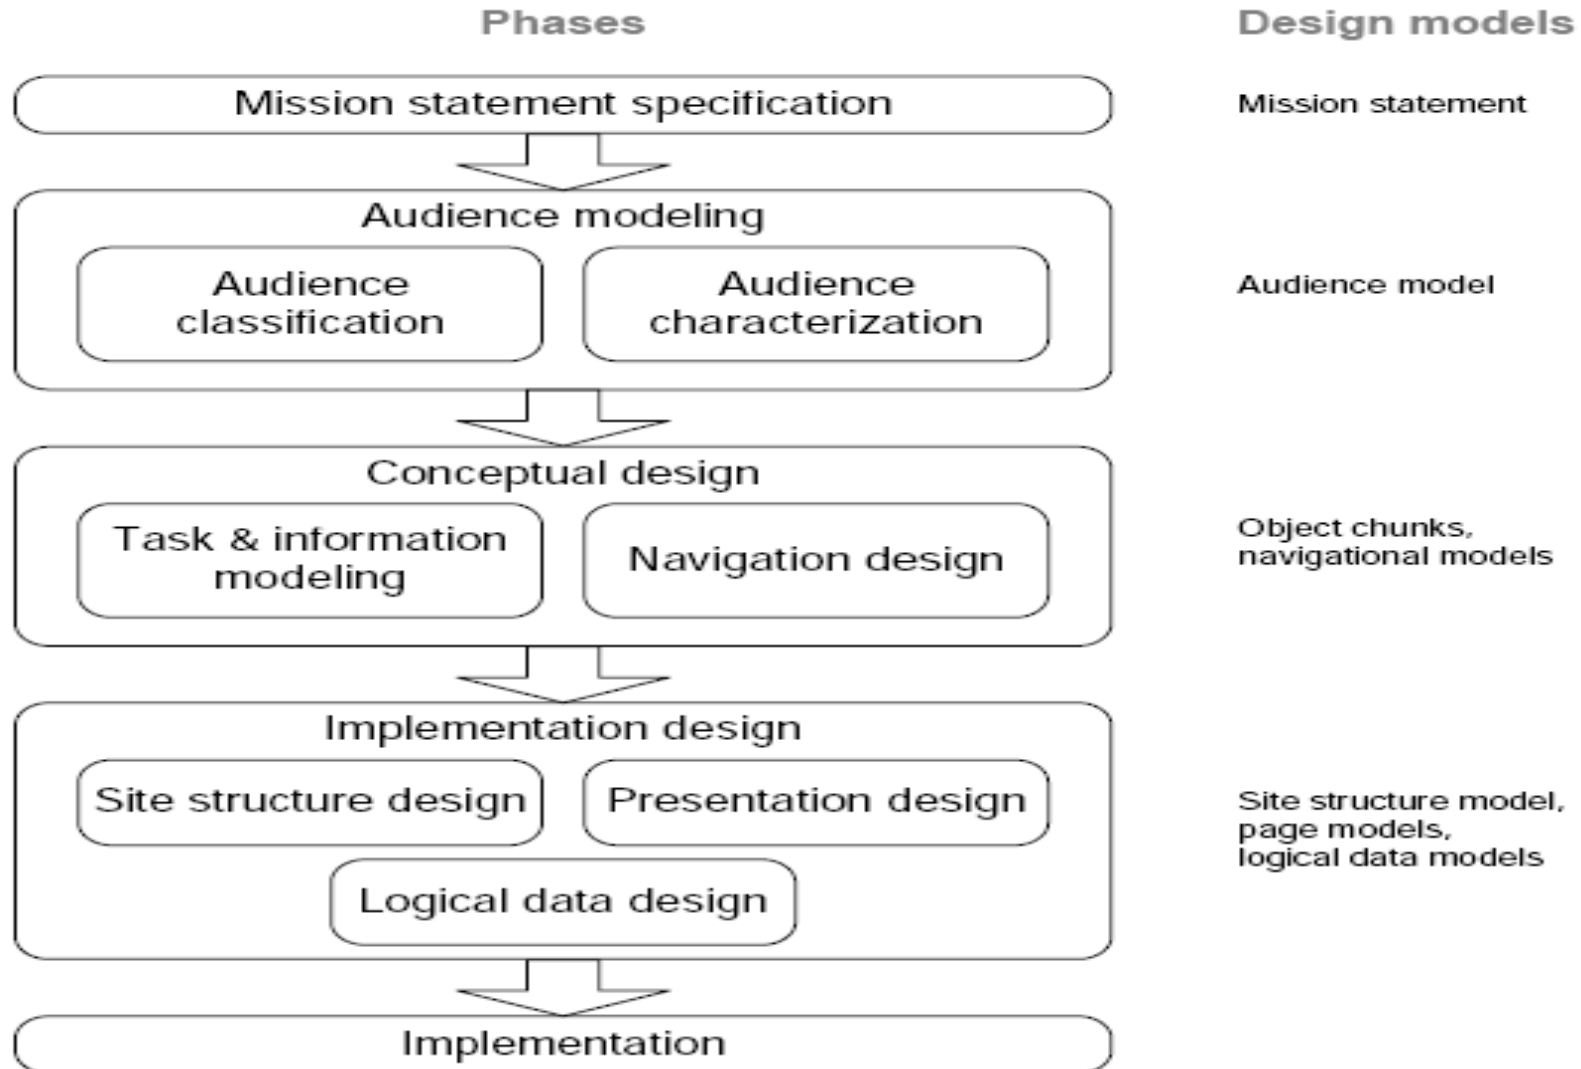 Phases
Design models
Mission statement specification
Mission statement
Audience modeling
Audience
classification
Audience
characterization
Audience model
Conceptual design
Task & information
modeling
Navigation design
Object chunks,
navigational models
Implementation design
Site structure design
Presentation design
Logical data design
Site structure model,
page models,
logical data models
Implementation